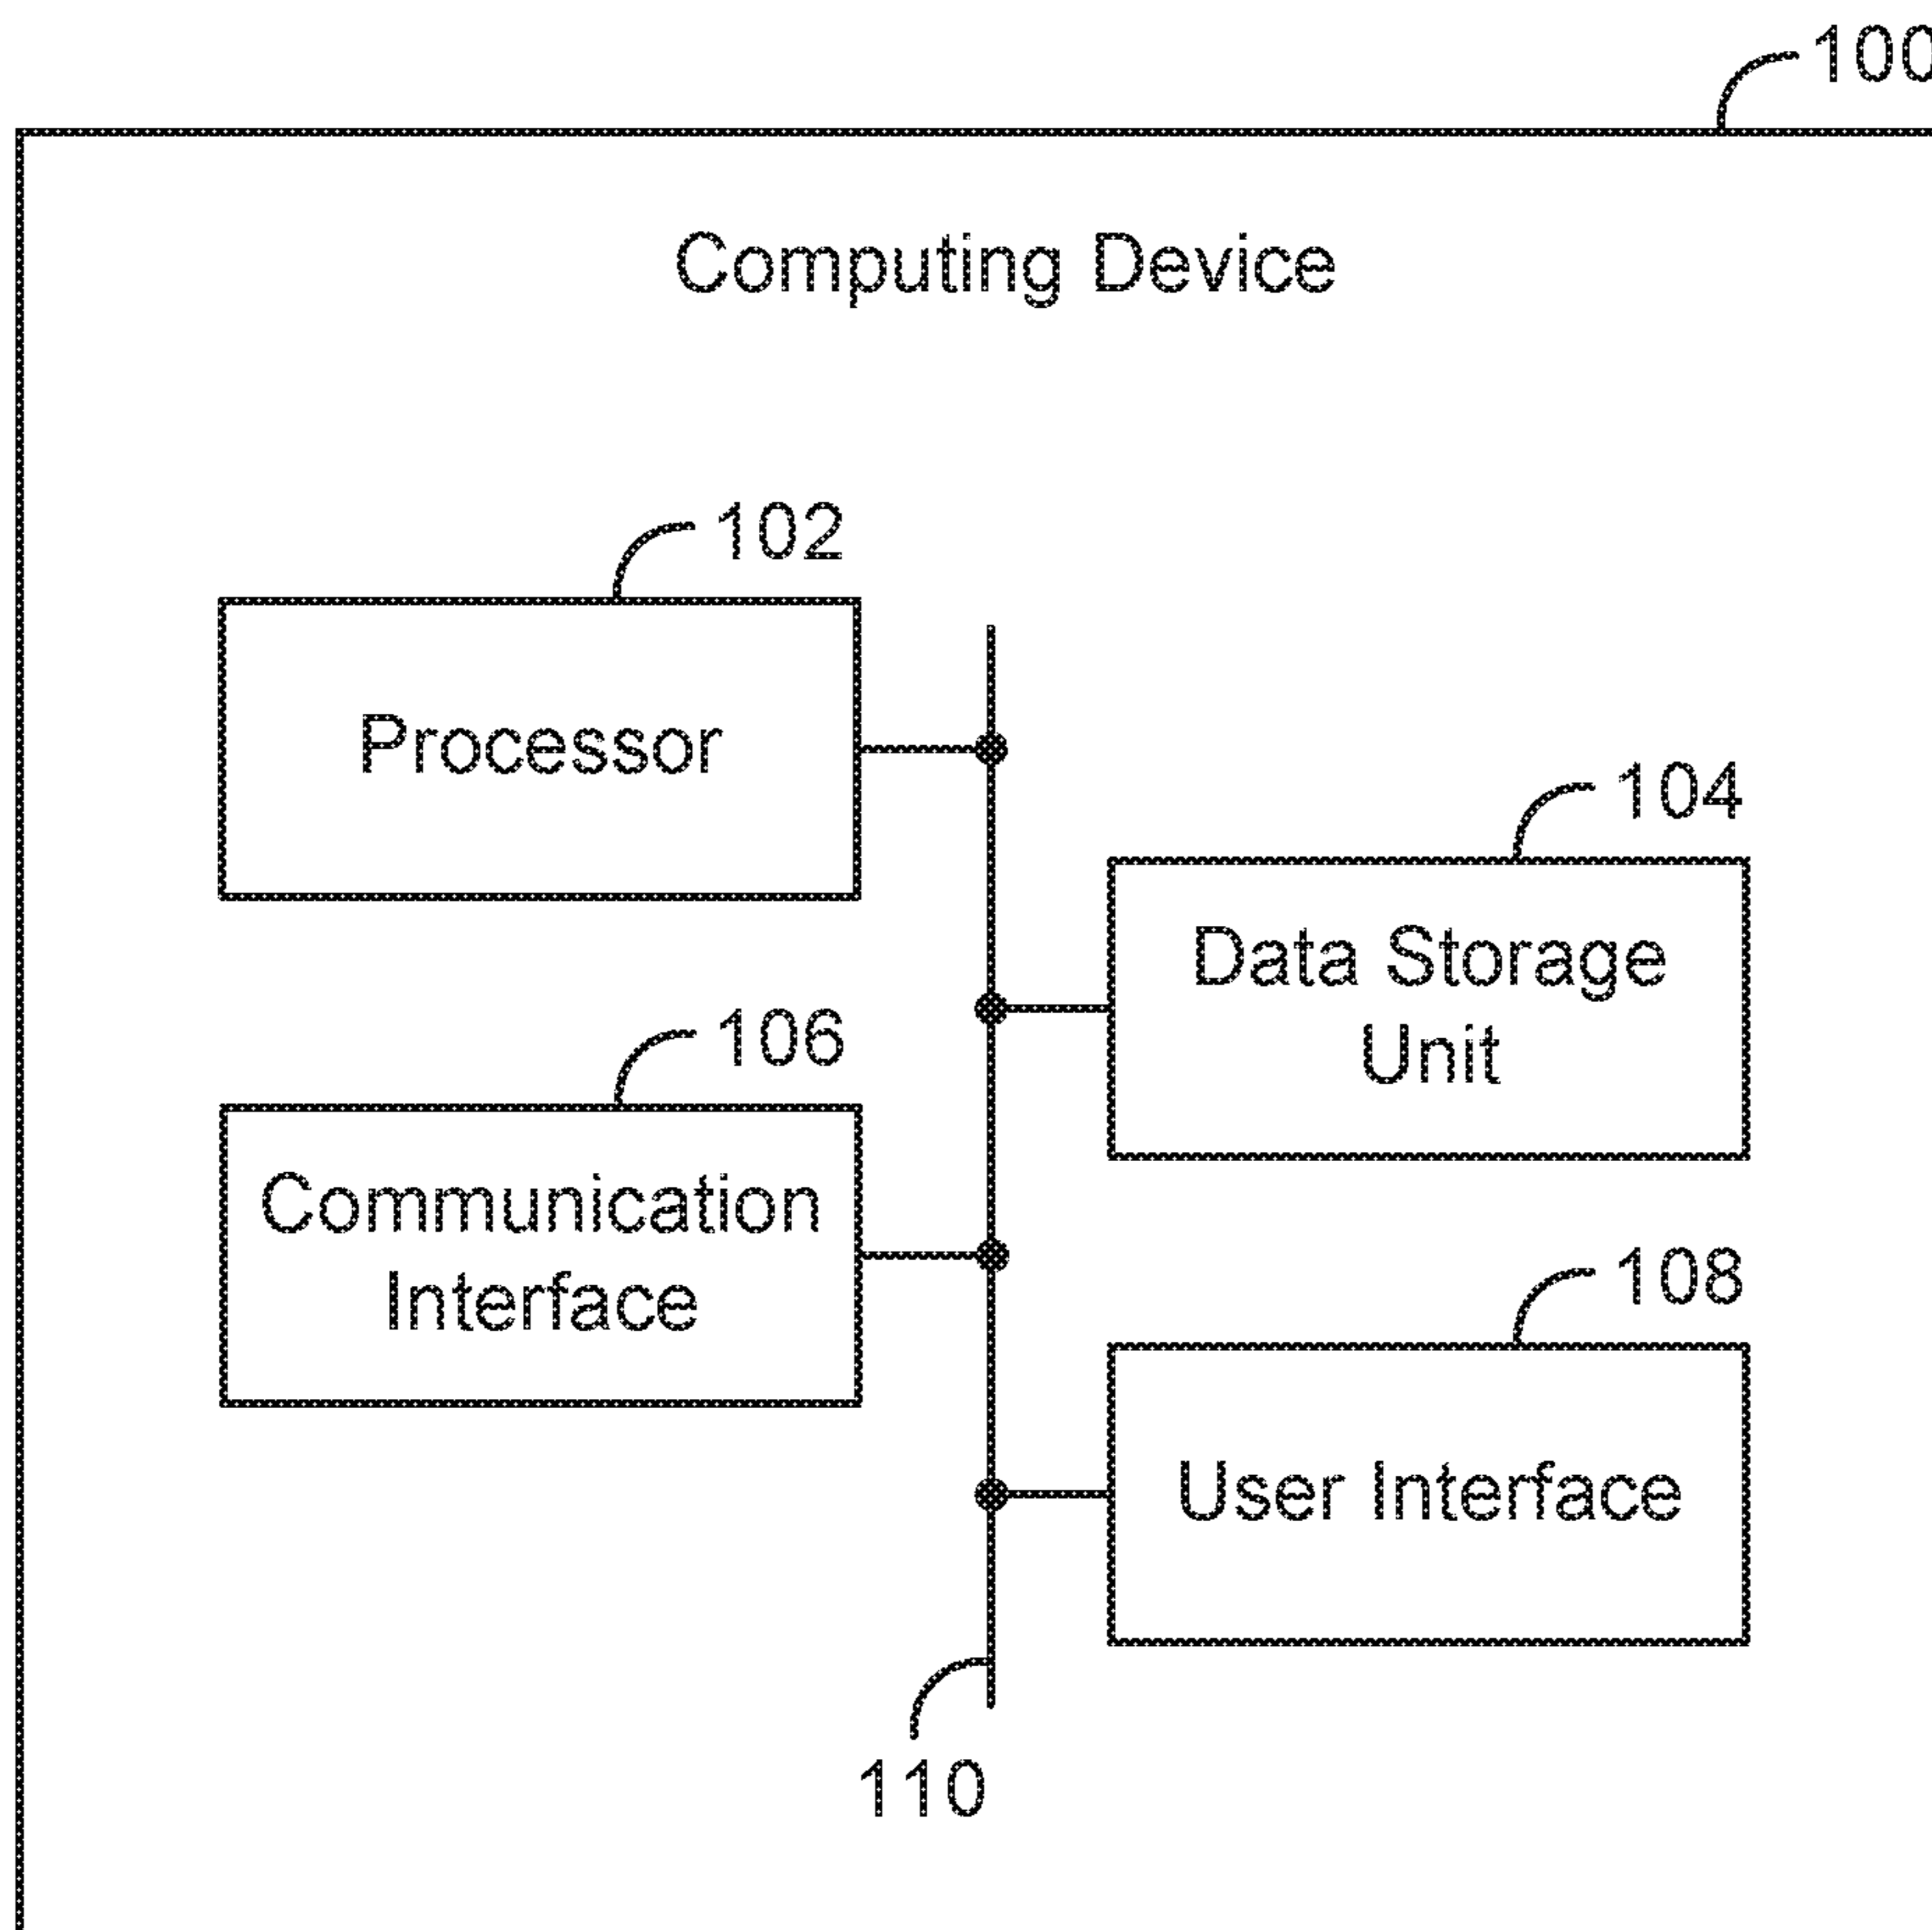 100
Computing Device
102
Processor
104
Data Storage
Unit
106
Communication
Interface
108
User Interface
110